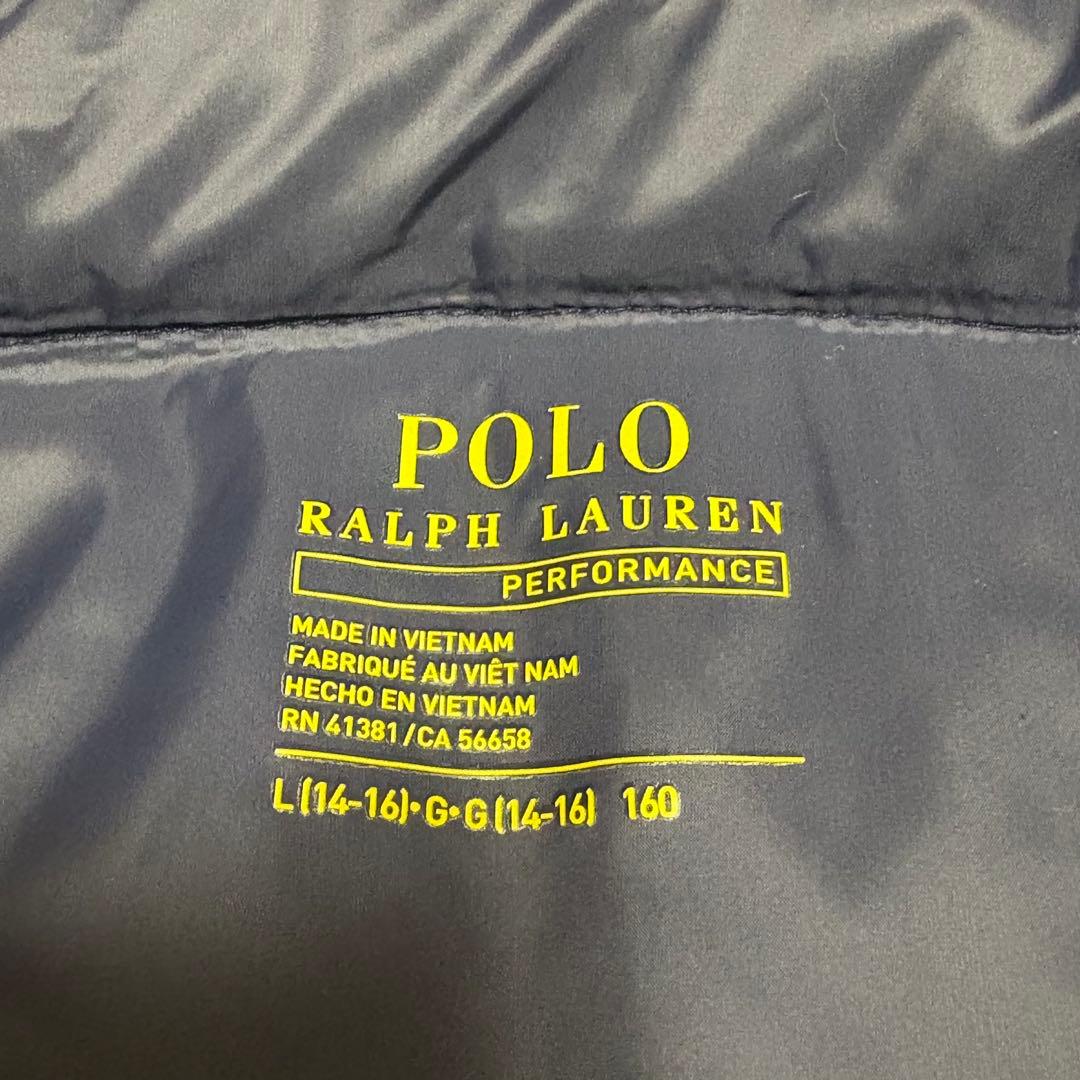 POLO
RALPH LAUREN
PERFORMANCE
MADE IN VIETNAM
FABRIQUÉ AU VIÊT NAM
HECHO EN VIETNAM
RN 41381/CA 56658
L(14-16)•G•G(14-16) 160